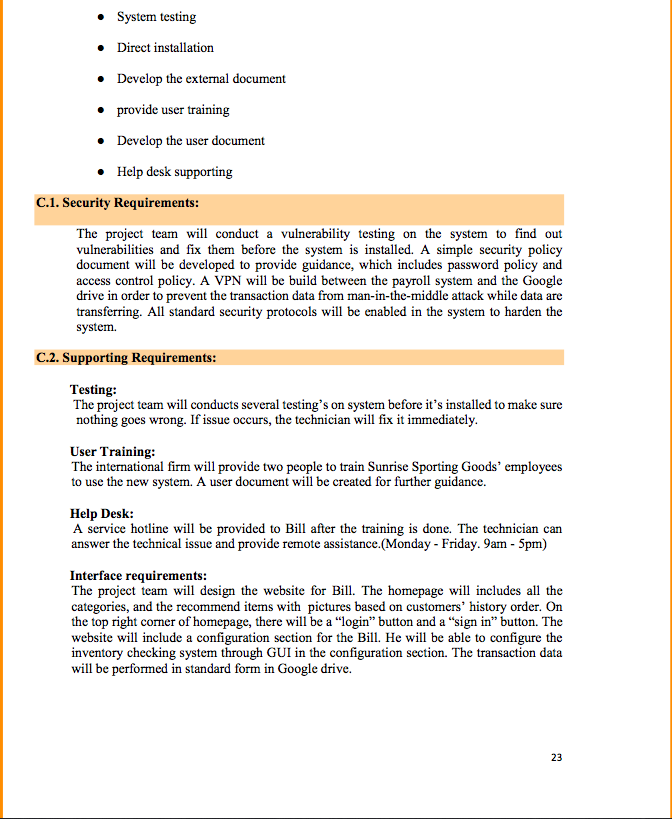 ● System testing
● Direct installation
● Develop the external document
● provide user training
● Develop the user document
● Help desk supporting
C.1. Security Requirements:
The project team will conduct a vulnerability testing on the system to find out
vulnerabilities and fix them before the system is installed. A simple security policy
document will be developed to provide guidance, which includes password policy and
access control policy. A VPN will be build between the payroll system and the Google
drive in order to prevent the transaction data from man-in-the-middle attack while data are
transferring. All standard security protocols will be enabled in the system to harden the
system.
C.2. Supporting Requirements:
Testing:
The project team will conducts several testing’s on system before it’s installed to make sure
nothing goes wrong. If issue occurs, the technician will fix it immediately.
User Training:
The international firm will provide two people to train Sunrise Sporting Goods’ employees
to use the new system. A user document will be created for further guidance.
Help Desk:
A service hotline will be provided to Bill after the training is done. The technician can
answer the technical issue and provide remote assistance.(Monday - Friday. 9am - 5pm)
Interface requirements:
The project team will design the website for Bill. The homepage will includes all the
categories, and the recommend items with pictures based on customers’ history order. On
the top right corner of homepage, there will be a “login” button and a “sign in” button. The
website will include a configuration section for the Bill. He will be able to configure the
inventory checking system through GUI in the configuration section. The transaction data
will be performed in standard form in Google drive.
23